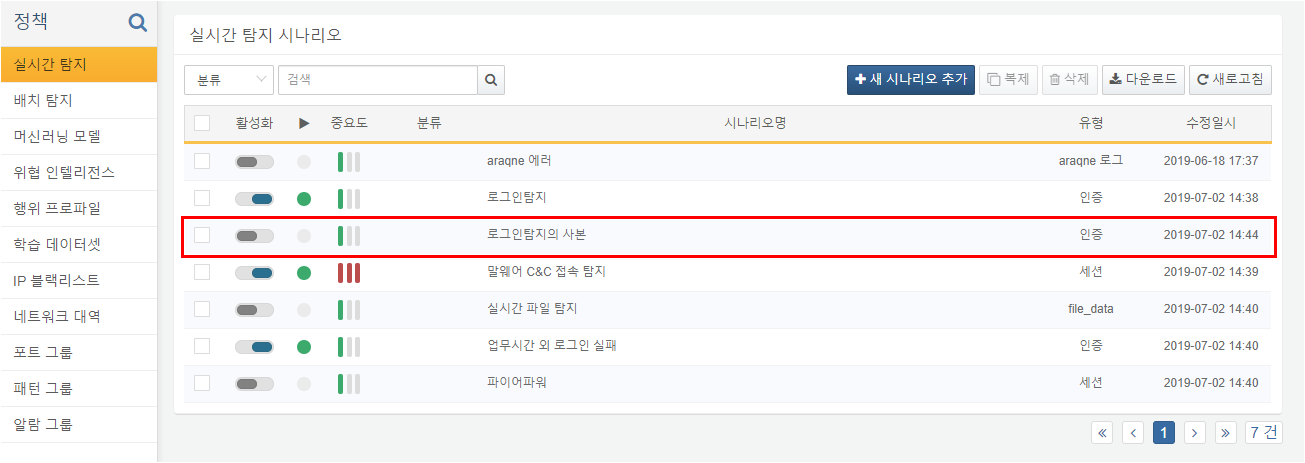 정책
실시간 탐지
배치 탐지
머신러닝 모델
위협 인텔리전스
행위 프로파일
학습 데이터셋
IP 블랙리스트
네트워크 대역
포트 그룹
패턴 그룹
알람 그룹
실시간 탐지 시나리오
분류 검색 새 시나리오 추가 복제 삭제 다운로드 새로고침
활성화 중요도 분류 시나리오명 유형 수정일시
araqne 에러 araqne 로그 2019-06-18 17:37
로그인탐지 인증 2019-07-02 14:38
로그인탐지의 사본 인증 2019-07-02 14:44
말웨어 C&C 접속 탐지 세션 2019-07-02 14:39
실시간 파일 탐지 file_data 2019-07-02 14:40
업무시간 외 로그인 실패 인증 2019-07-02 14:40
파이어파워 세션 2019-07-02 14:40
« ‹ 1 › » 7 건